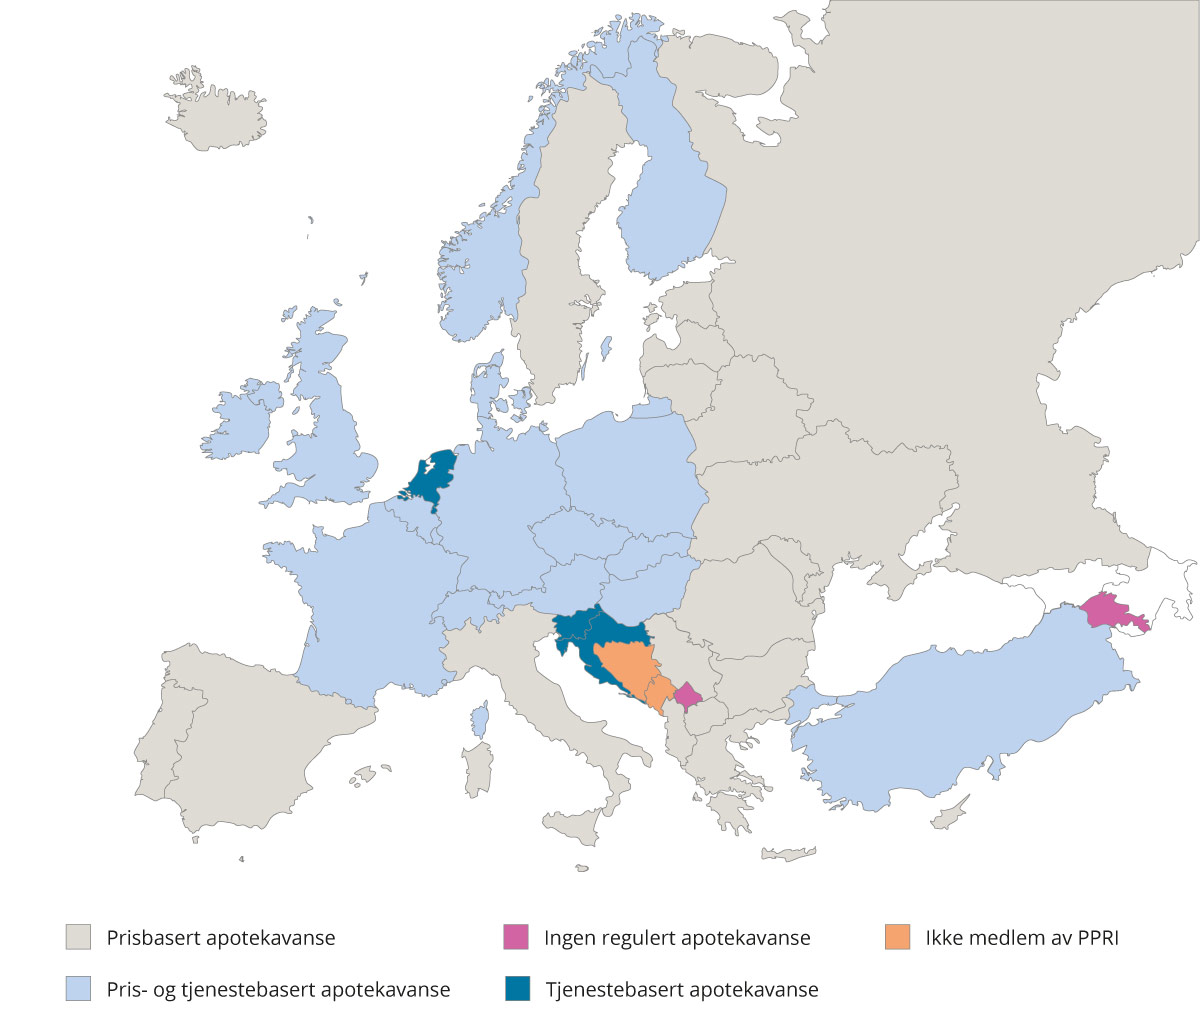 Prisbasert apotekavanse
Ingen regulert apotekavanse
Ikke medlem av PPRI
Pris- og tjenestebasert apotekavanse
Tjenestebasert apotekavanse